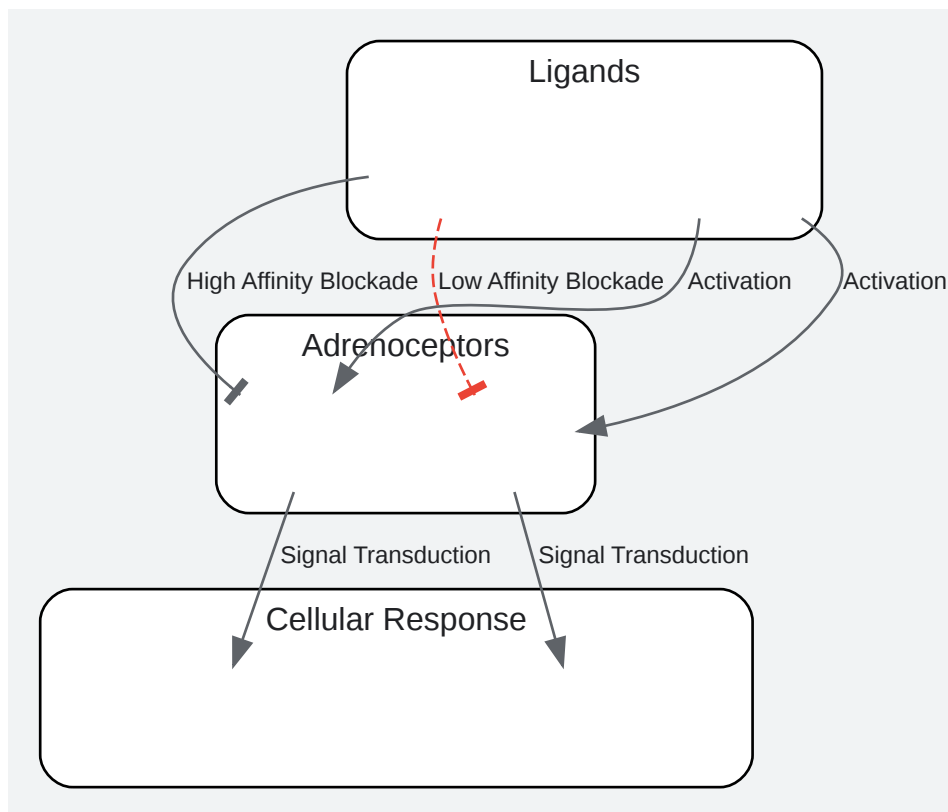 Ligands
High Affinity Blockade
Low Affinity Blockade
Activation
Activation
Adrenoceptors
Signal Transduction
Signal Transduction
Cellular Response